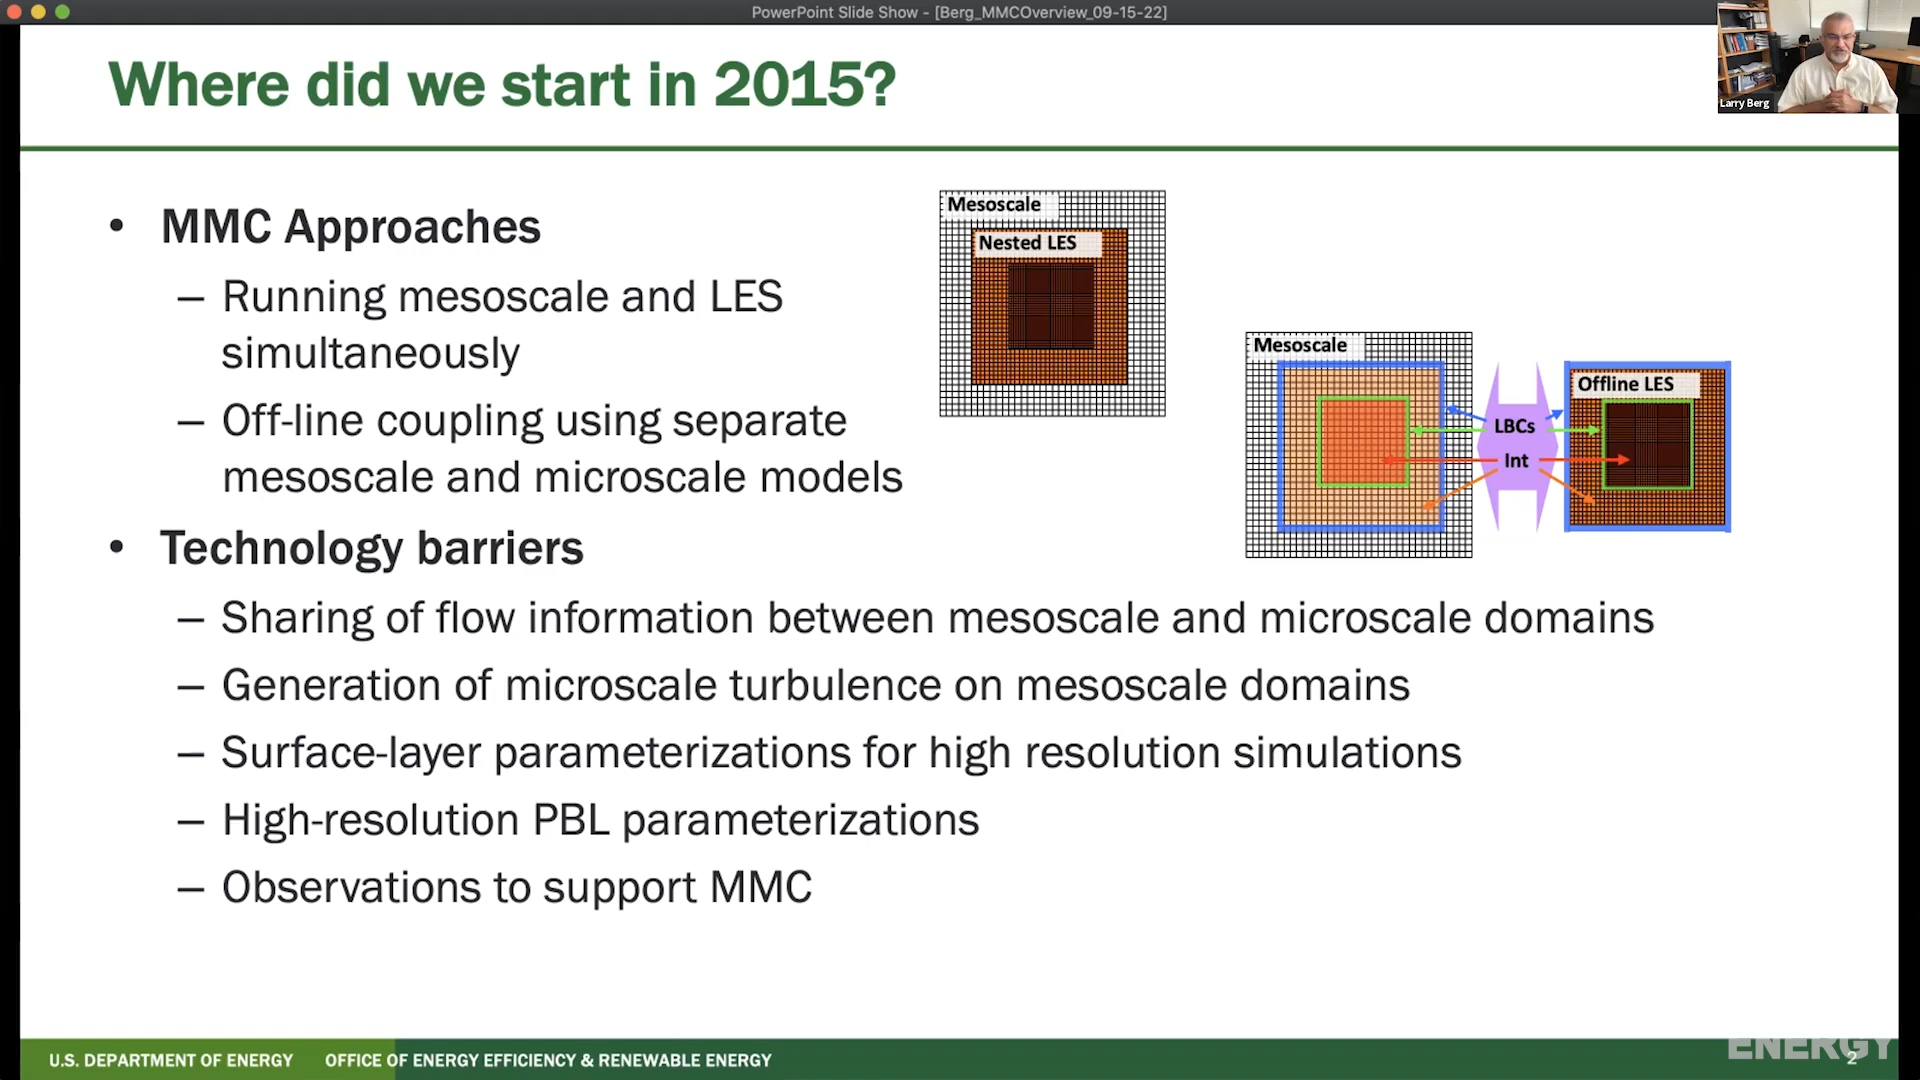 PowerPoint Slide Show - [Berg_MMCOverview_09-15-22]
Where did we start in 2015?
Larry Berg
• MMC Approaches
– Running mesoscale and LES
simultaneously
– Off-line coupling using separate
mesoscale and microscale models
Mesoscale
Nested LES
Mesoscale
LBCs
Int
Offline LES
• Technology barriers
– Sharing of flow information between mesoscale and microscale domains
– Generation of microscale turbulence on mesoscale domains
– Surface-layer parameterizations for high resolution simulations
– High-resolution PBL parameterizations
– Observations to support MMC
U.S. DEPARTMENT OF ENERGY OFFICE OF ENERGY EFFICIENCY & RENEWABLE ENERGY
ENERGY
2